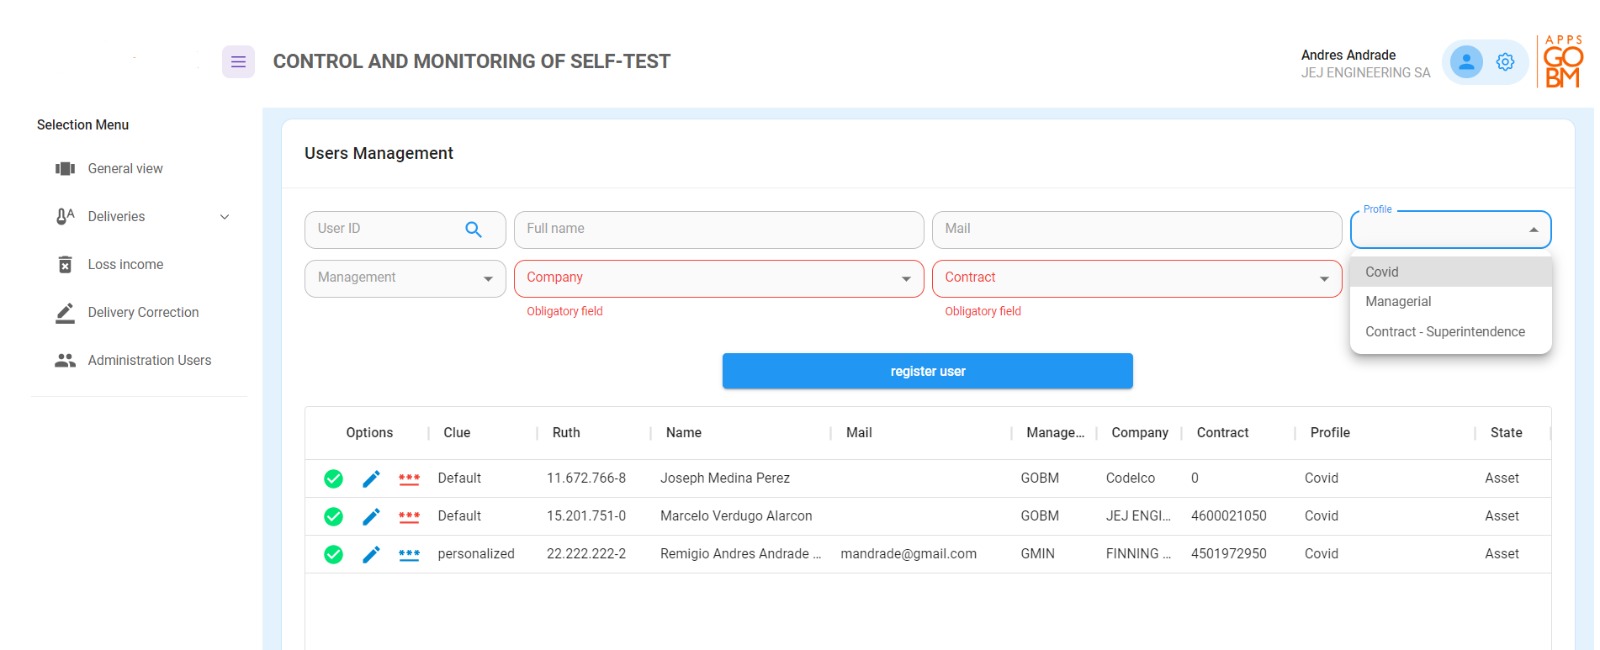 CONTROL AND MONITORING OF SELF-TEST
Andres Andrade
JEJ ENGINEERING SA
APPS
GO
BM
Selection Menu
General view
Deliveries
Loss income
Delivery Correction
Administration Users
Users Management
User ID
Full name
Mail
Profile
Management
Company
Contract
Obligatory field
Obligatory field
Covid
Managerial
Contract - Superintendence
register user
Options Clue Ruth Name Mail Manage... Company Contract Profile State
*** Default 11.672.766-8 Joseph Medina Perez GOBM Codelco 0 Covid Asset
*** Default 15.201.751-0 Marcelo Verdugo Alarcon GOBM JEJ ENGI... 4600021050 Covid Asset
*** personalized 22.222.222-2 Remigio Andres Andrade ... mandrade@gmail.com GMIN FINNING ... 4501972950 Covid Asset